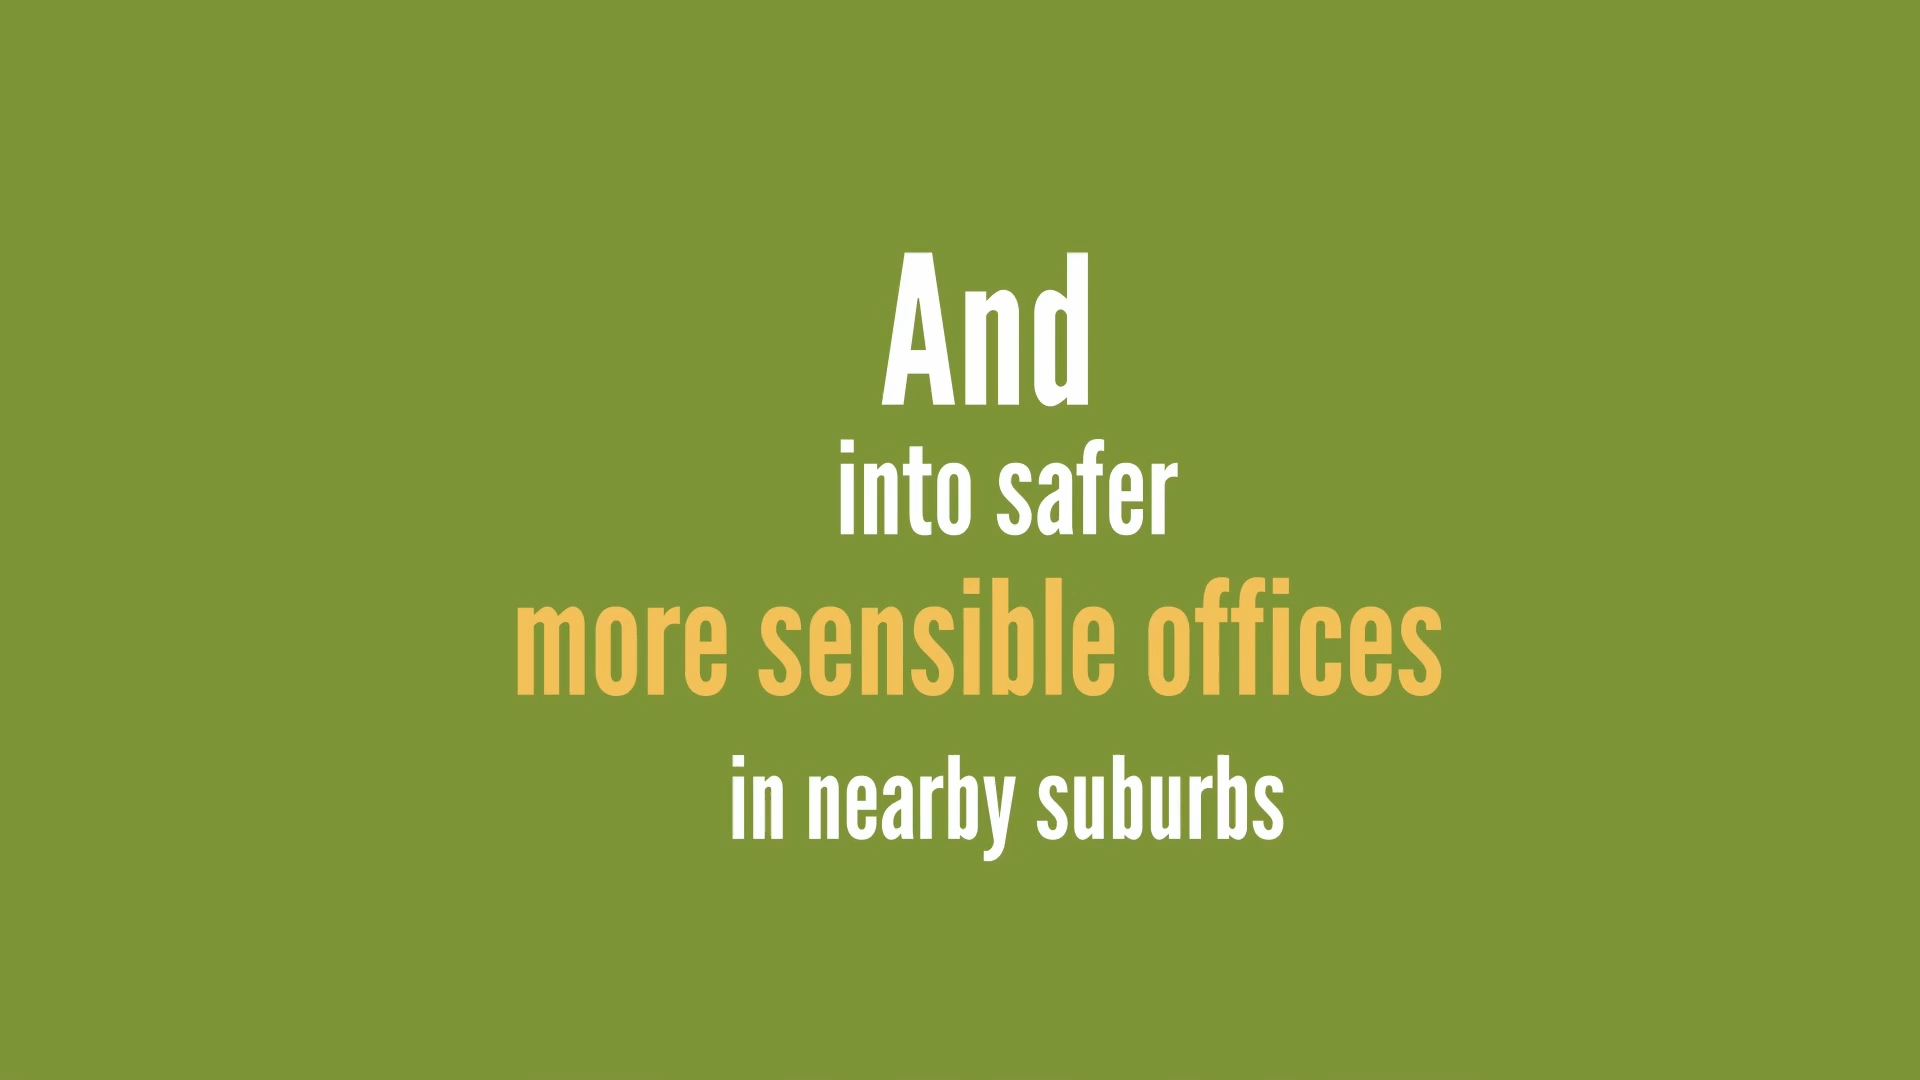 And
into safer
more sensible offices
in nearby suburbs